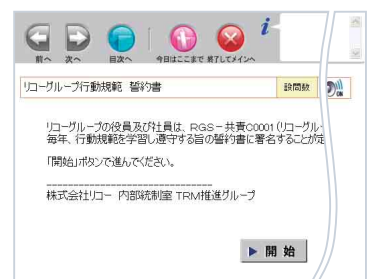 前へ 次へ 目次へ 今日はここまで 終了してメインへ
リコーグループ行動規範 誓約書 設問数
ON
リコーグループの役員及び社員は、RGS-共責C0001(リコーグル
毎年、行動規範を学習し遵守する旨の誓約書に署名することが定
「開始」ボタンで進んでください。
株式会社リコー 内部統制室 TRM推進グループ
開 始